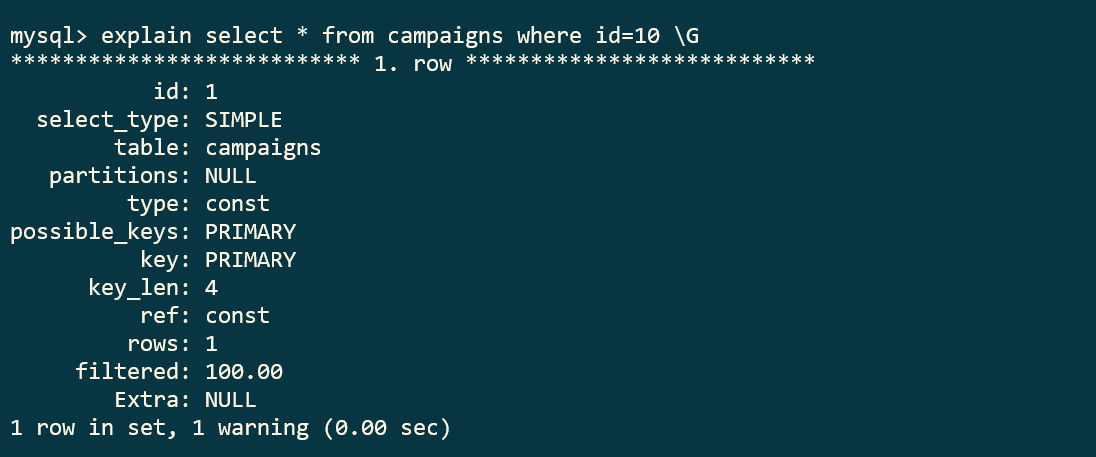 mysql> explain select * from campaigns where id=10 \G
*************************** 1. row ***************************
           id: 1
  select_type: SIMPLE
        table: campaigns
   partitions: NULL
         type: const
possible_keys: PRIMARY
          key: PRIMARY
      key_len: 4
          ref: const
         rows: 1
     filtered: 100.00
        Extra: NULL
1 row in set, 1 warning (0.00 sec)